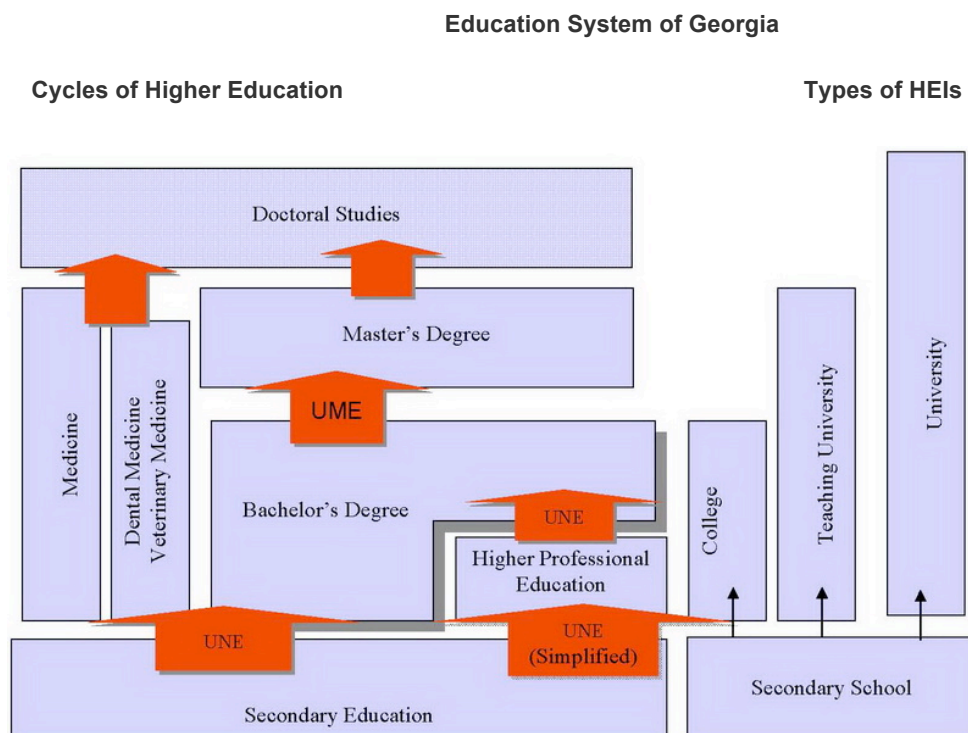 Education System of Georgia
Cycles of Higher Education
Types of HEIs
Doctoral Studies
Master's Degree
UME
Medicine
Dental Medicine
Veterinary Medicine
Bachelor's Degree
UNE
Higher Professional
Education
College
Teaching University
University
UNE
UNE
(Simplified)
Secondary Education
Secondary School